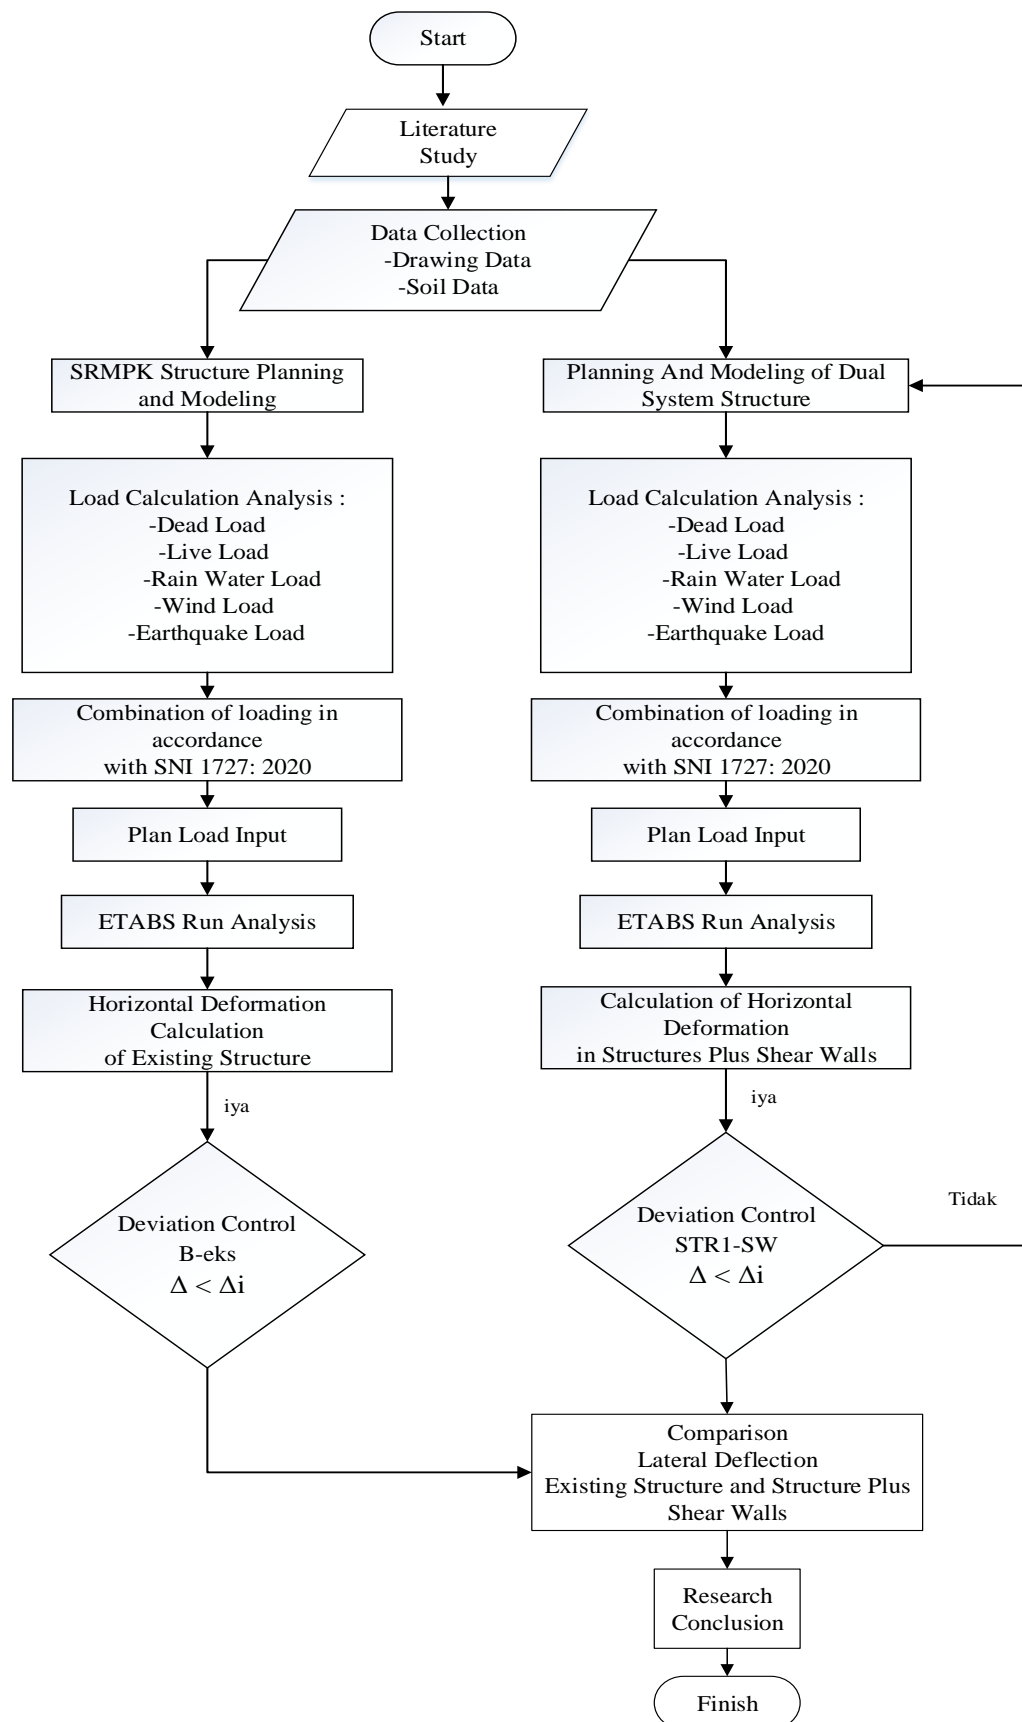 Start
Literature
Study
Data Collection
-Drawing Data
-Soil Data
SRMPK Structure Planning
and Modeling
Planning And Modeling of Dual
System Structure
Load Calculation Analysis :
-Dead Load
-Live Load
-Rain Water Load
-Wind Load
-Earthquake Load
Load Calculation Analysis :
-Dead Load
-Live Load
-Rain Water Load
-Wind Load
-Earthquake Load
Combination of loading in
accordance
with SNI 1727: 2020
Combination of loading in
accordance
with SNI 1727: 2020
Plan Load Input
Plan Load Input
ETABS Run Analysis
ETABS Run Analysis
Horizontal Deformation
Calculation
of Existing Structure
Calculation of Horizontal
Deformation
in Structures Plus Shear Walls
iya
iya
Deviation Control
B-eks
Δ < Δi
Deviation Control
STR1-SW
Δ < Δi
Tidak
Comparison
Lateral Deflection
Existing Structure and Structure Plus
Shear Walls
Research
Conclusion
Finish